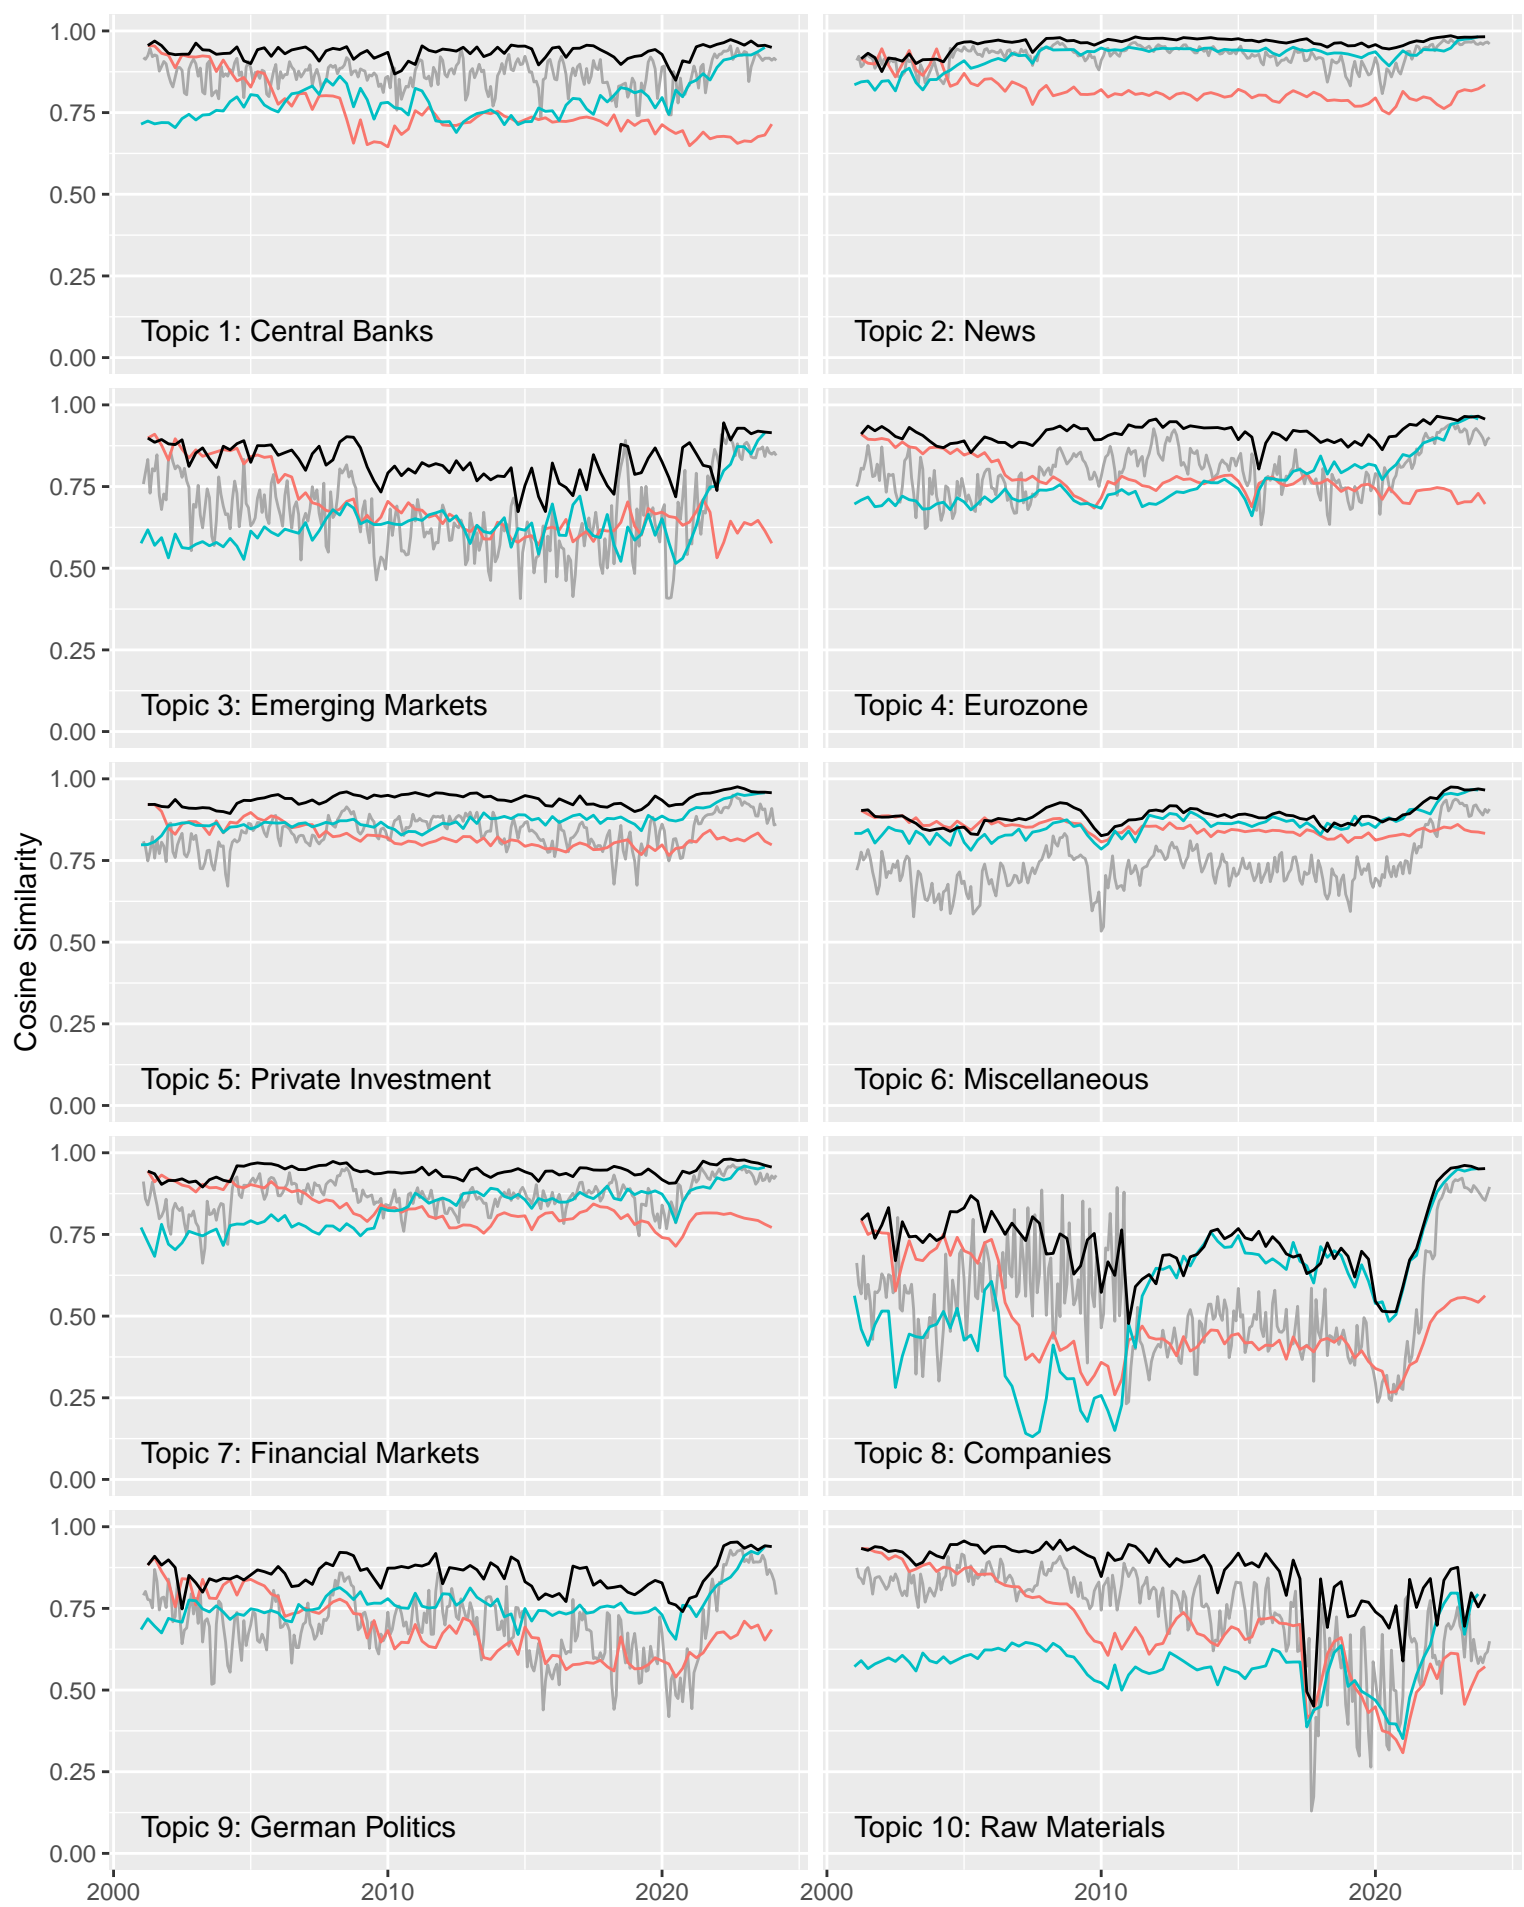 1.00
0.75
0.50
0.25
0.00
Topic 1: Central Banks
Topic 2: News
1.00
0.75
0.50
0.25
0.00
Topic 3: Emerging Markets
Topic 4: Eurozone
Cosine Similarity
1.00
0.75
0.50
0.25
0.00
Topic 5: Private Investment
Topic 6: Miscellaneous
1.00
0.75
0.50
0.25
0.00
Topic 7: Financial Markets
Topic 8: Companies
1.00
0.75
0.50
0.25
0.00
Topic 9: German Politics
Topic 10: Raw Materials
2000 2010 2020 2000 2010 2020